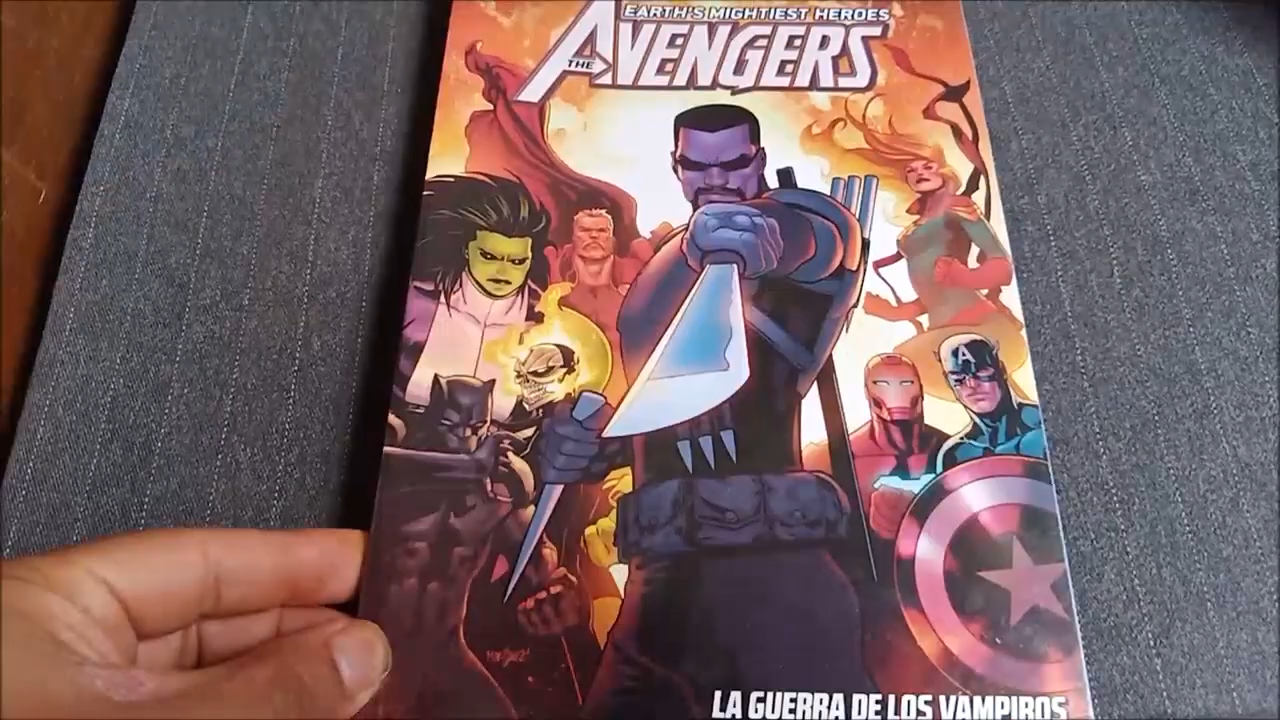 EARTH'S MIGHTIEST HEROES
THE AVENGERS
A
LA GUERRA DE LOS VAMPIROS